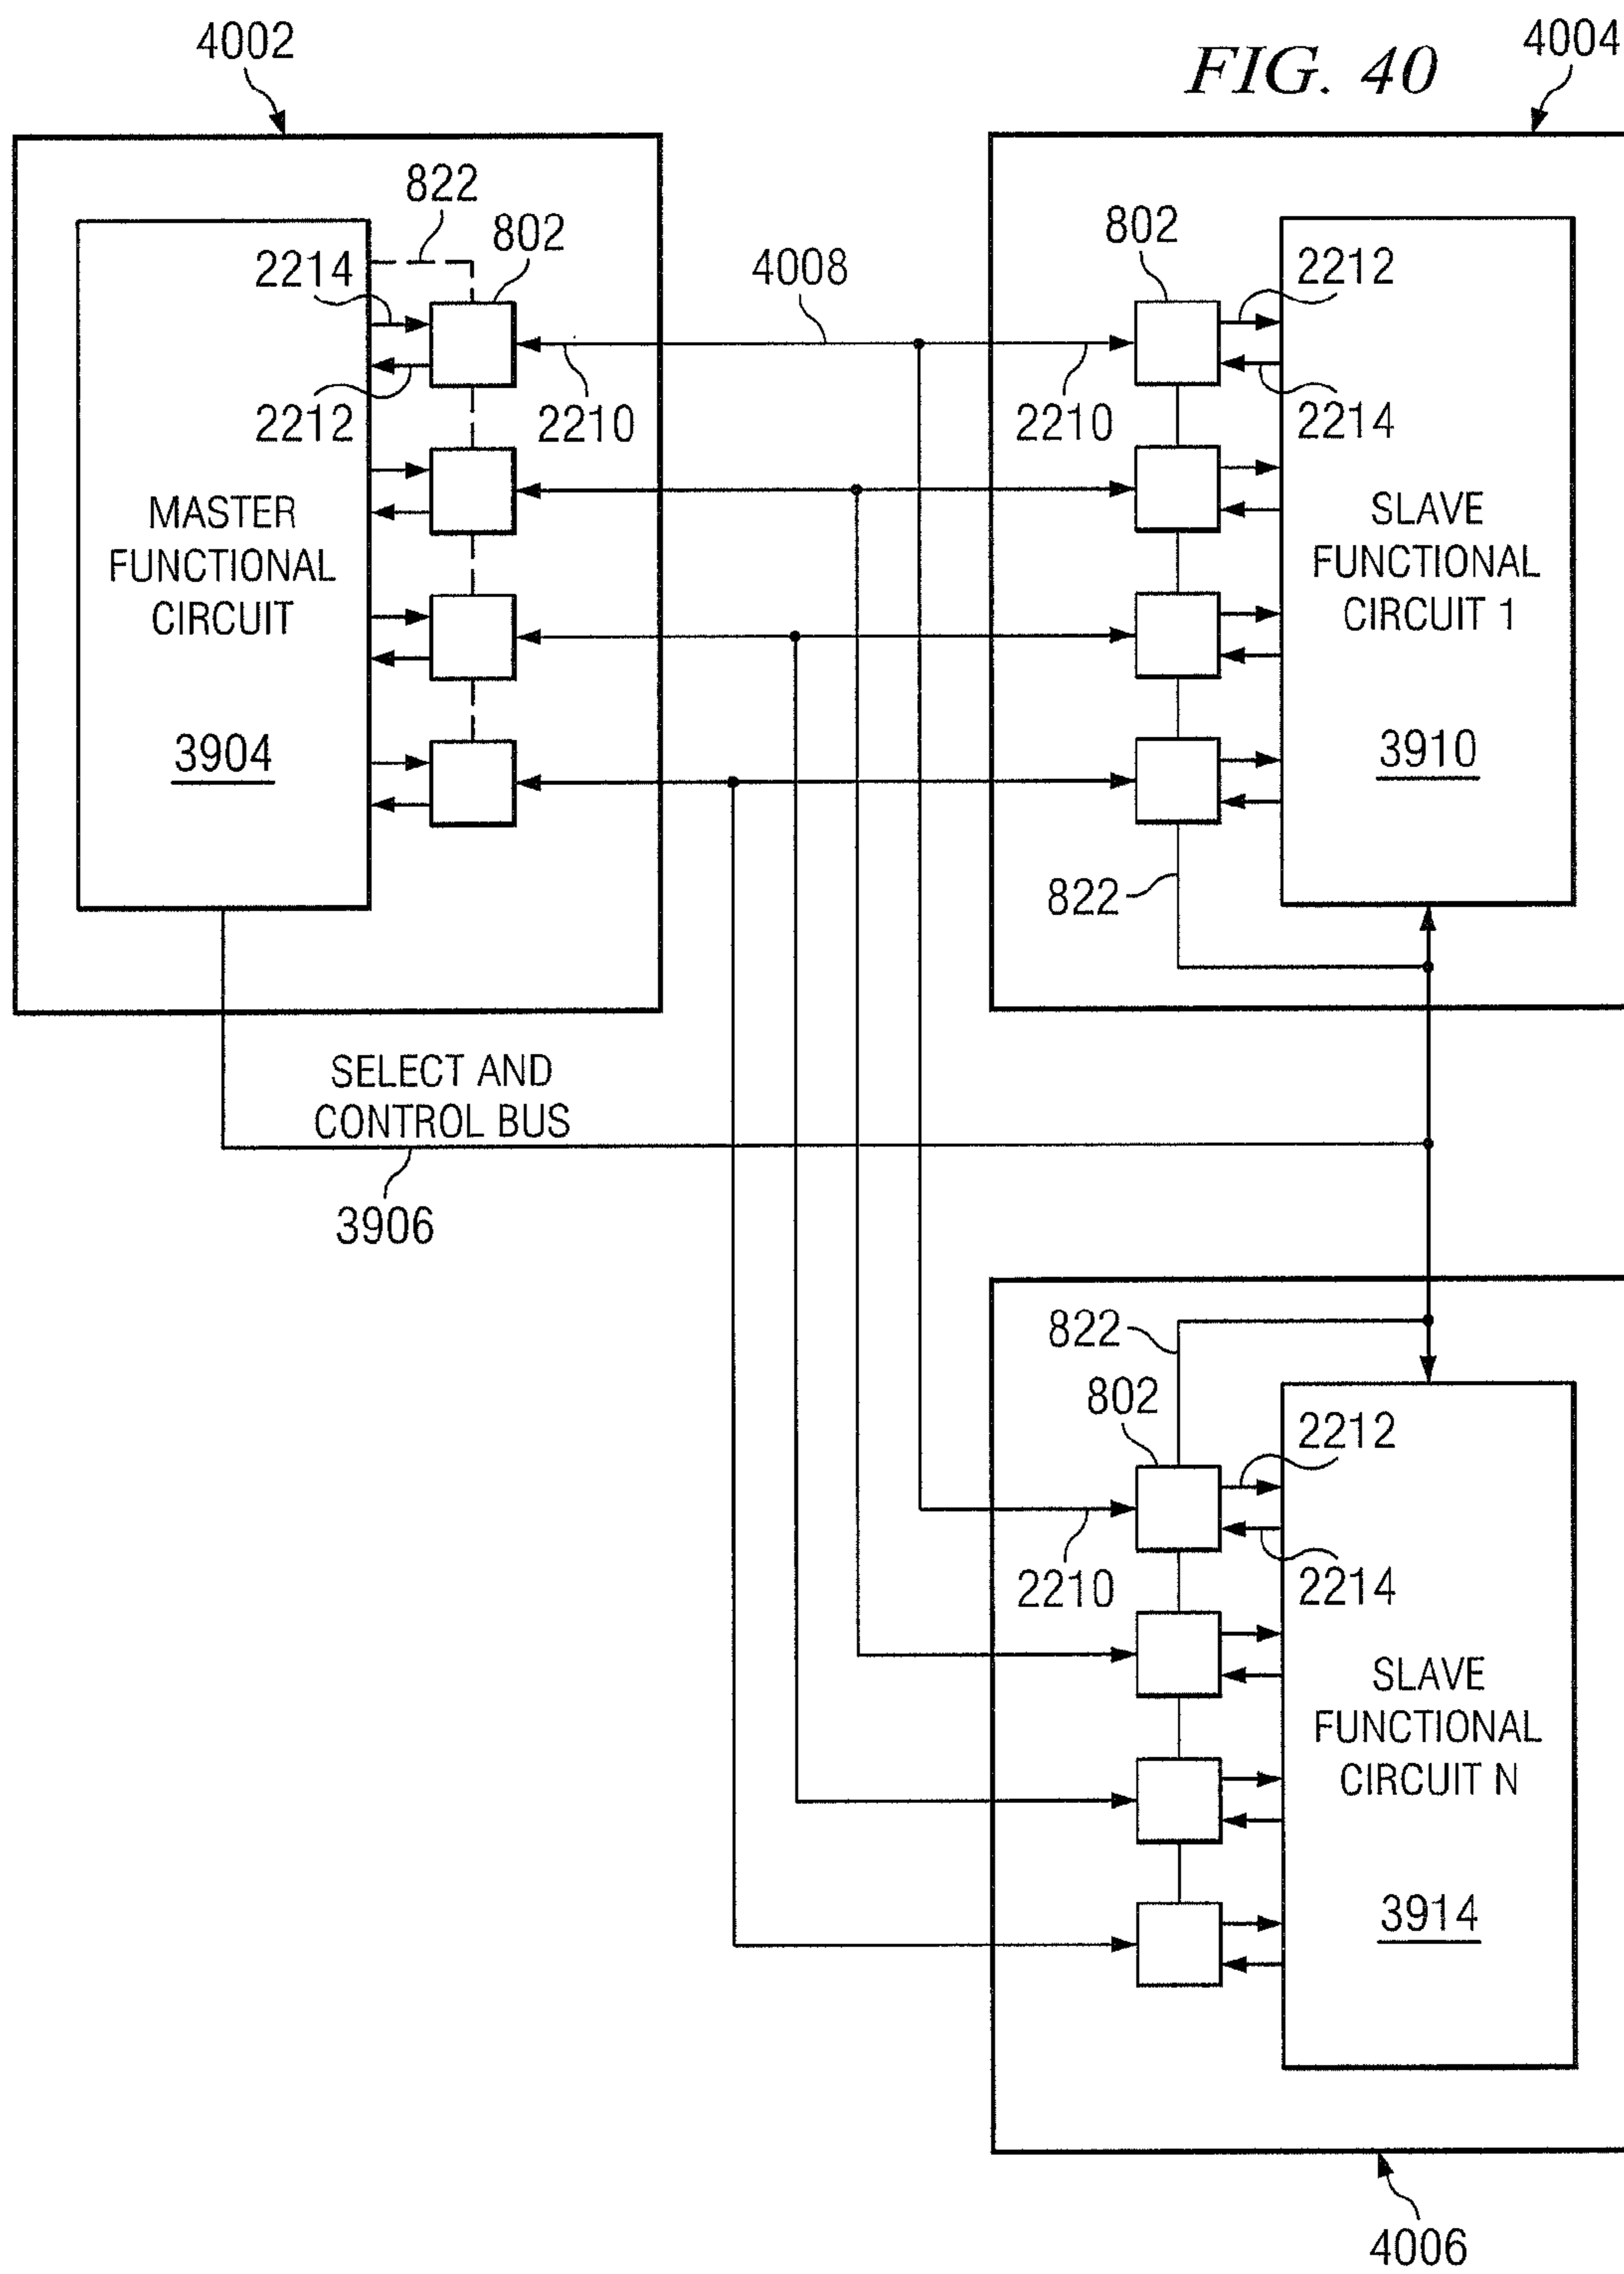 4002
FIG. 40
4004
822
802
2214
2212
2210
4008
MASTER
FUNCTIONAL
CIRCUIT
3904
802
2212
2210
2214
SLAVE
FUNCTIONAL
CIRCUIT 1
3910
822
SELECT AND
CONTROL BUS
3906
822
802
2212
2210
2214
SLAVE
FUNCTIONAL
CIRCUIT N
3914
4006